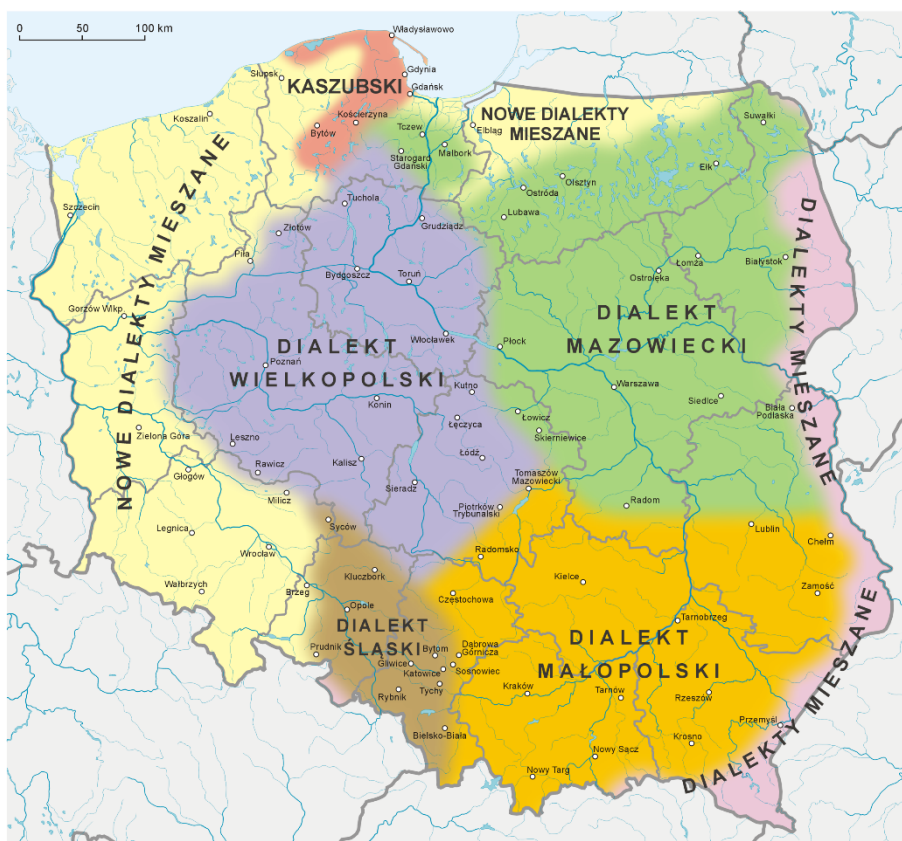 0 50 100 km
Władysławowo
Słupsk
Gdynia
KASZUBSKI
Gdańsk
Koszalin
Kościerzyna
Bytów
Tczew
Elbląg
NOWE DIALEKTY
MIESZANE
Suwałki
Malbork
Starogard
Gdański
Ełk
Olsztyn
Ostróda
Tuchola
Szczecin
Lubawa
Grudziądz
Złotów
Piła
Bydgoszcz
Toruń
Łomża
Białystok
Ostrołęka
Gorzów Wlkp
NOWE DIALEKTY MIESZANE
DIALEKTY MIESZANE
DIALEKT
MAZOWIECKI
Włocławek
Płock
DIALEKT
WIELKOPOLSKI
Poznań
Kutno
Warszawa
Konin
Siedlce
Biała
Podlaska
Łęczyca
Łowicz
Skierniewice
Zielona Góra
Leszno
Łódź
Kalisz
Rawicz
Głogów
Sieradz
Tomaszów
Mazowiecki
Milicz
Piotrków
Trybunalski
Radom
Syców
Lublin
Legnica
Chełm
Wrocław
Radomsko
Kluczbork
Kielce
Wałbrzych
Brzeg
Częstochowa
Zamość
Opole
DIALEKT
ŚLĄSKI
Tarnobrzeg
DIALEKT
MAŁOPOLSKI
DIALEKTY MIESZANE
Prudnik
Bytom
Dąbrowa
Górnicza
Gliwice
Katowice
Sosnowiec
Tychy
Rybnik
Kraków
Tarnów
Rzeszów
Przemyśl
Bielsko-Biała
Krosno
Nowy Sącz
Nowy Targ